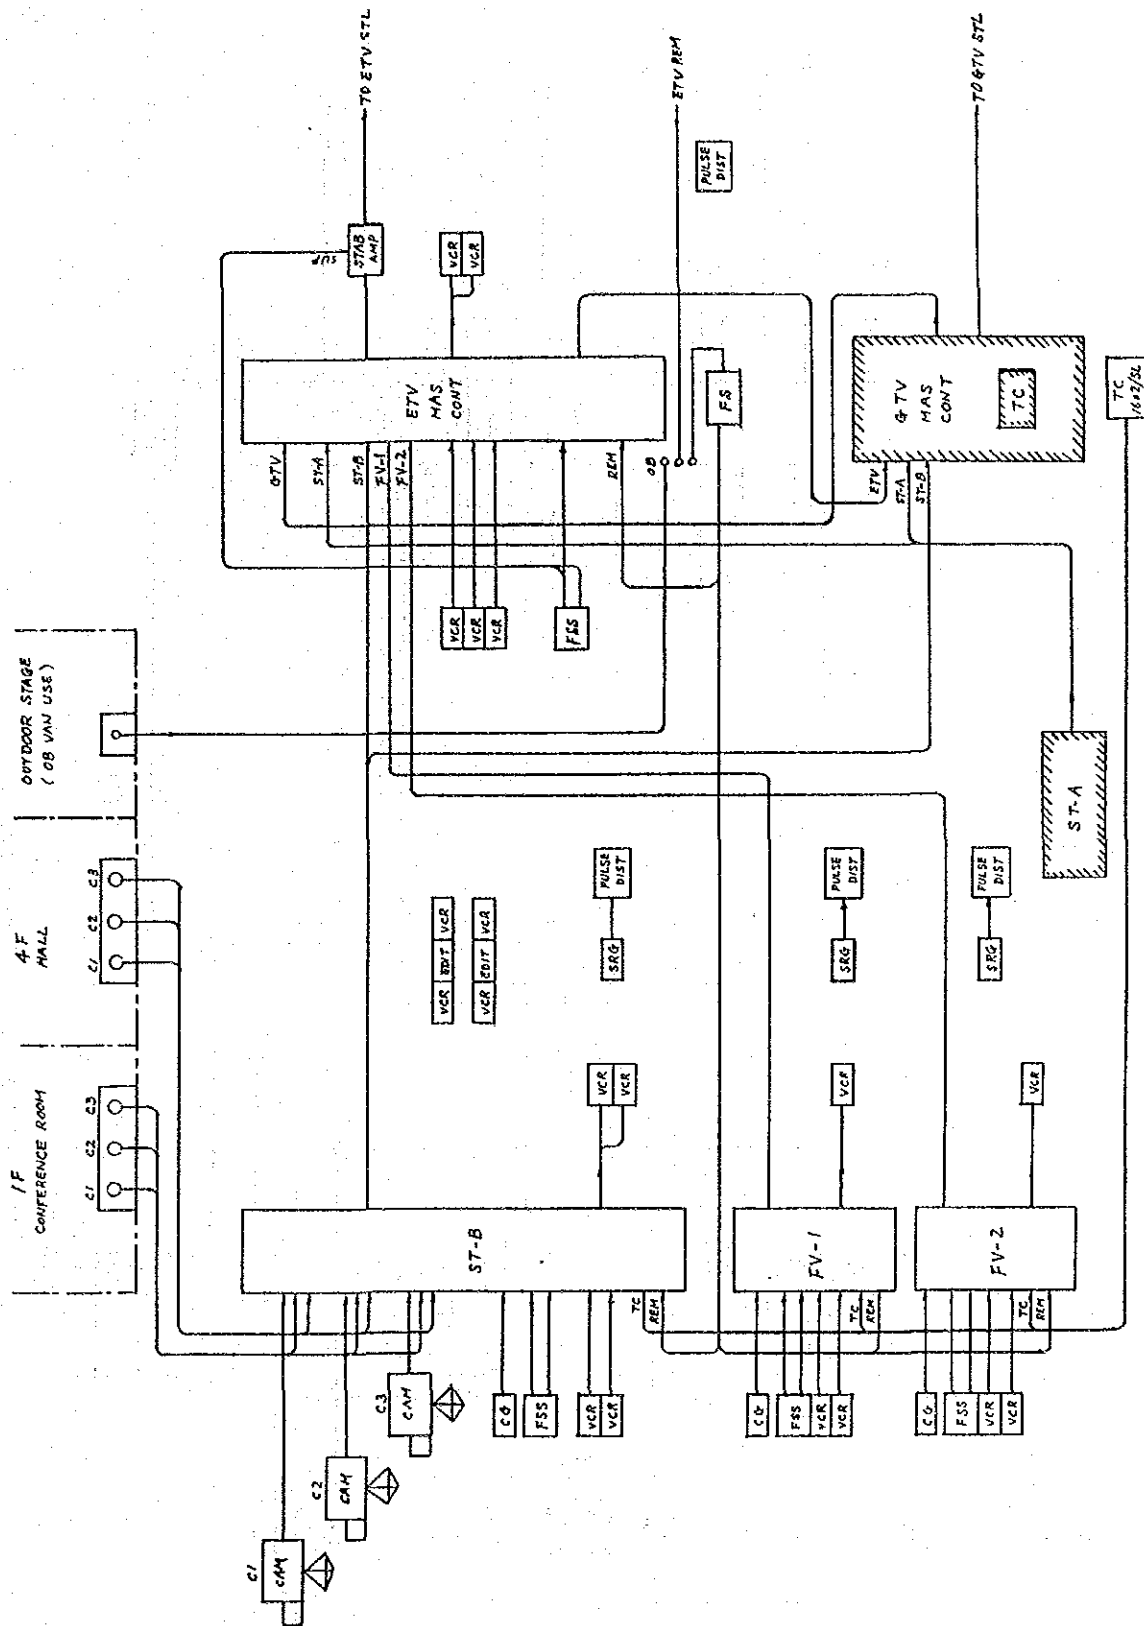 1F
CONFERENCE ROOM
C1
C2
C3
4F
HALL
C1
C2
C3
OUTDOOR STAGE
( OB VAN USE )
C1
CAM
C2
CAM
C3
CAM
CG
FSS
VCR
VCR
TC
REM
ST-B
VCR
VCR
VCR
EDIT
VCR
VCR
EDIT
VCR
SRG
PULSE
DIST
GTV
ST-A
ST-B
FV-1
FV-2
VCR
VCR
VCR
FSS
REM
OB
ETV
MAS
CONT
SUP
STAB
AMP
TO ETV STL
VCR
VCR
FS
ETV REM
PULSE
DIST
CG
FSS
VCR
VCR
TC
REM
FV-1
VCR
SRG
PULSE
DIST
CG
FSS
VCR
VCR
TC
REM
FV-2
VCR
SRG
PULSE
DIST
ST-A
ETV
ST-A
ST-B
GTV
MAS
CONT
TC
TO GTV STL
TC